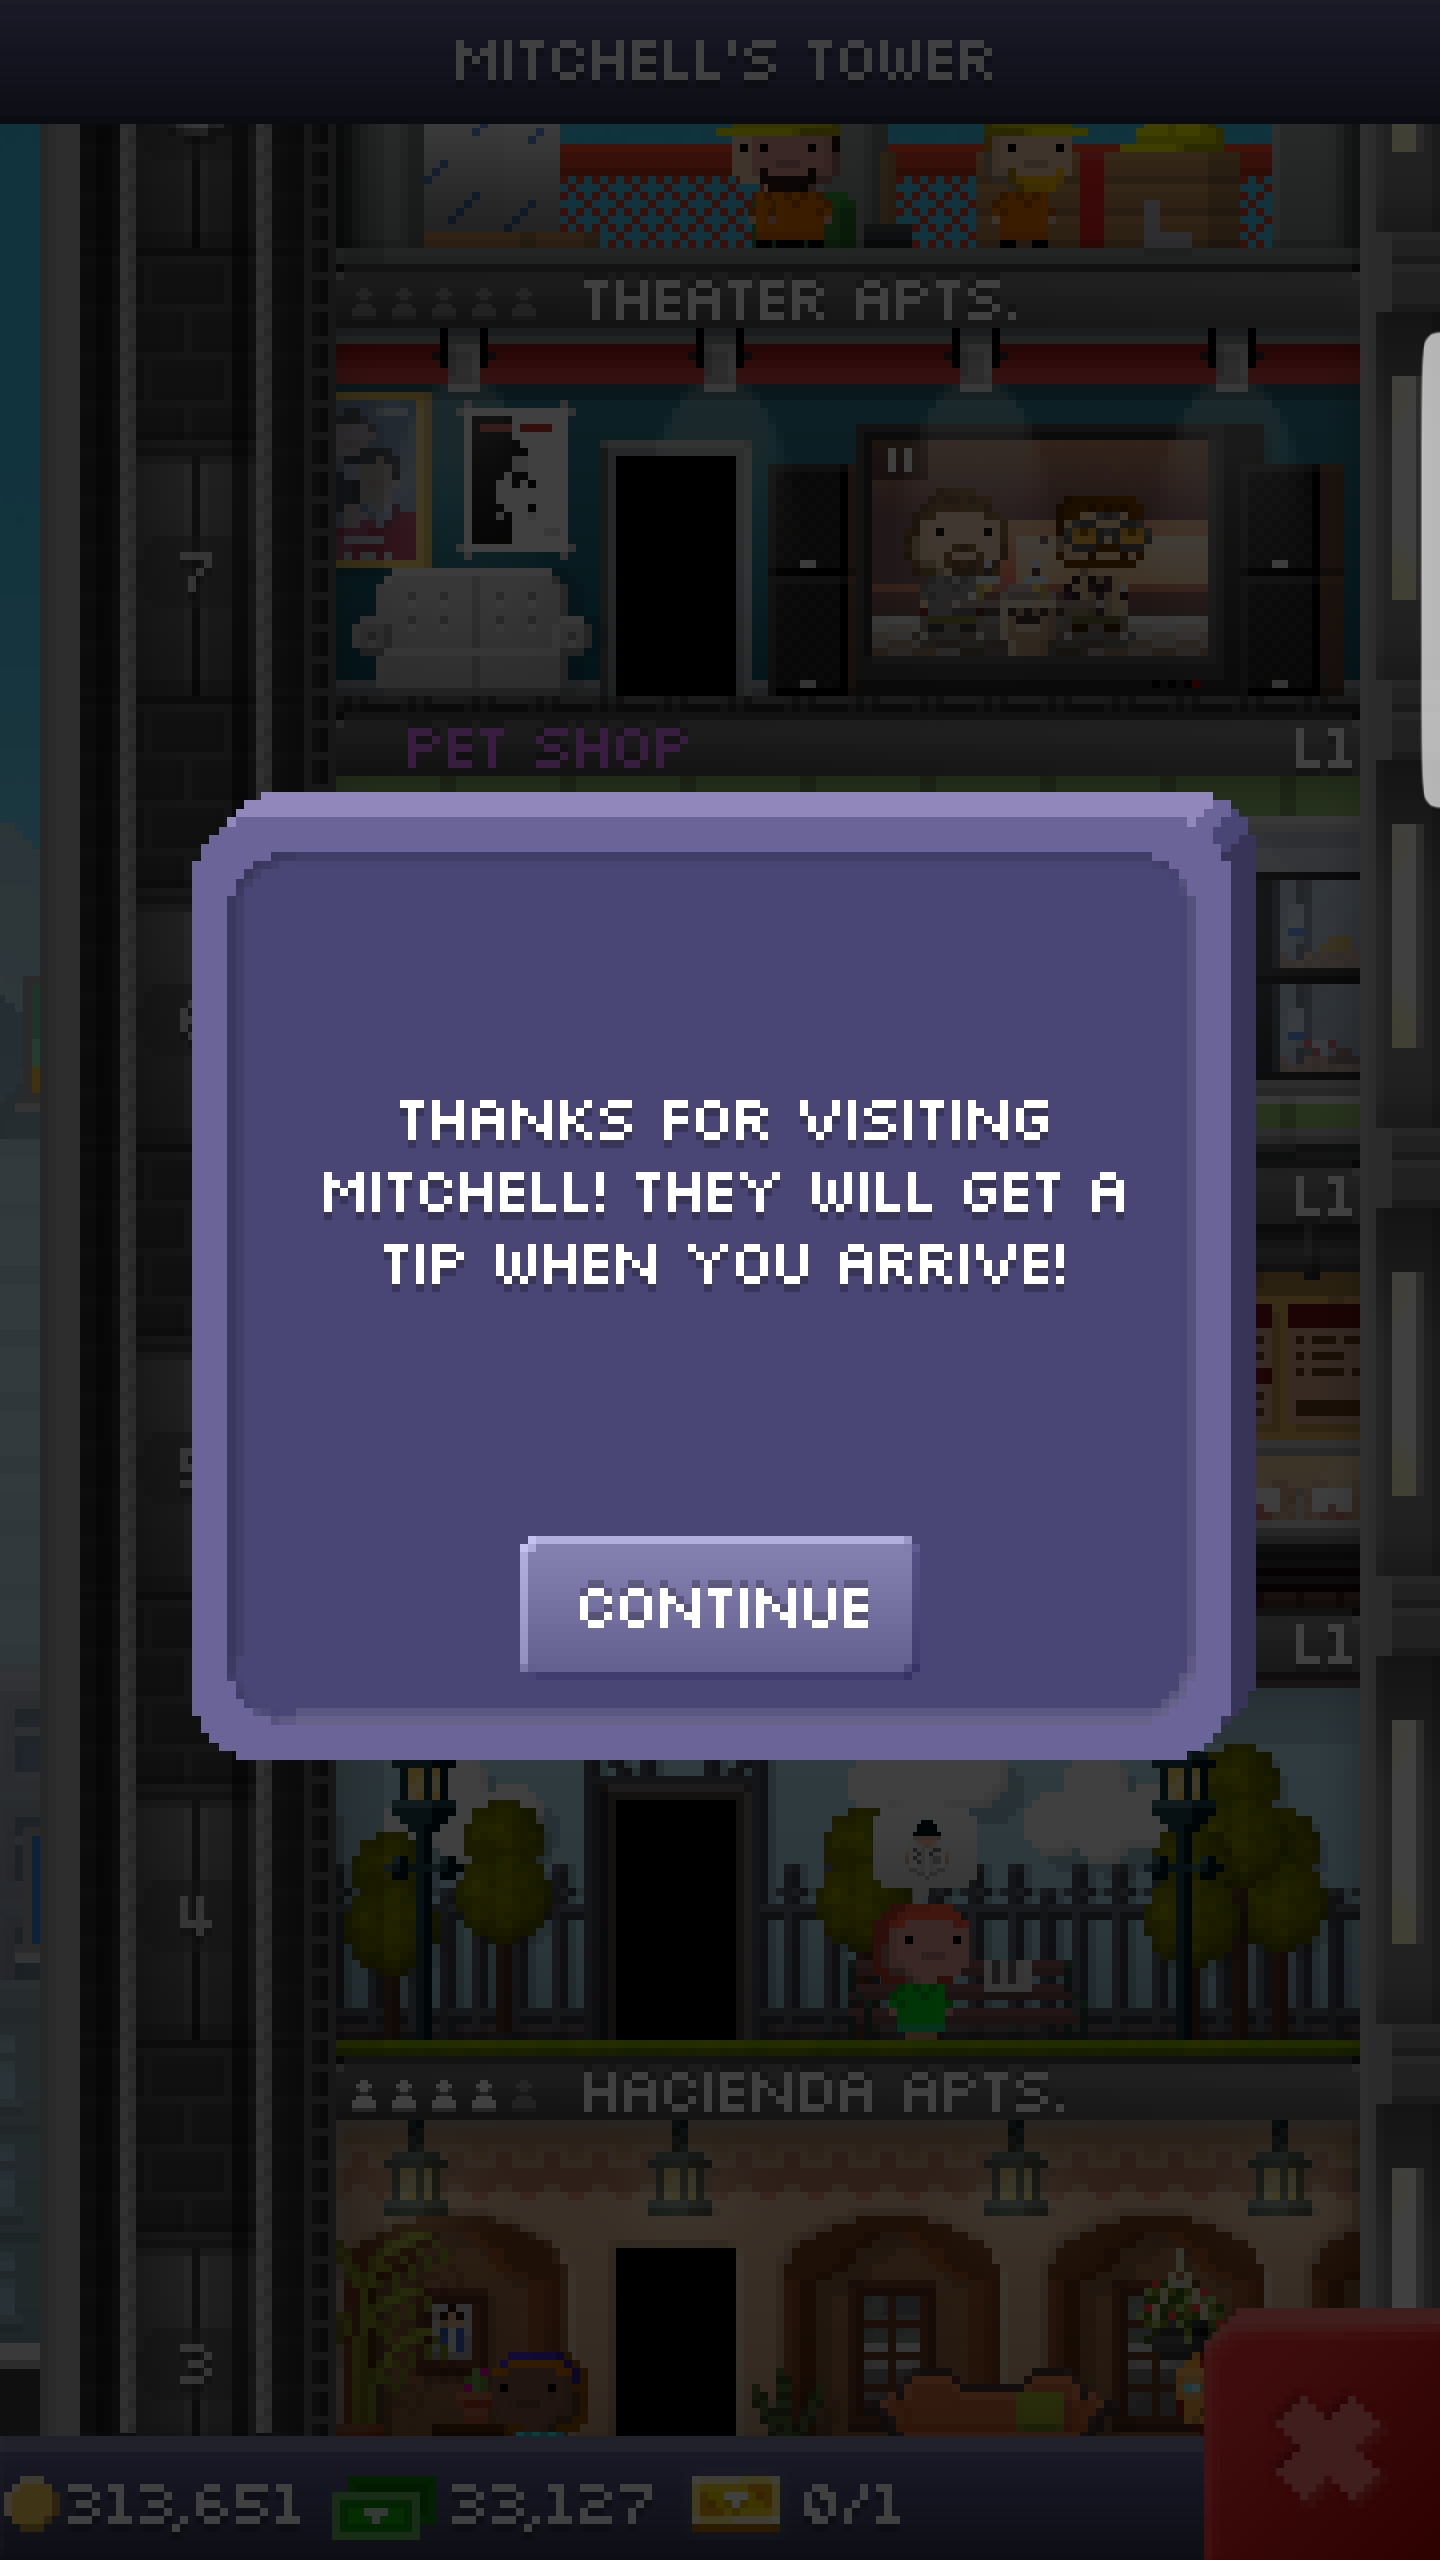 MITCHELL'S TOWER
THEATER APTS.
7
PET SHOP L1
THANKS FOR VISITING
MITCHELL! THEY WILL GET A
TIP WHEN YOU ARRIVE!
L1
5
CONTINUE
L1
4
HACIENDA APTS.
3
313,651 33,127 0/1